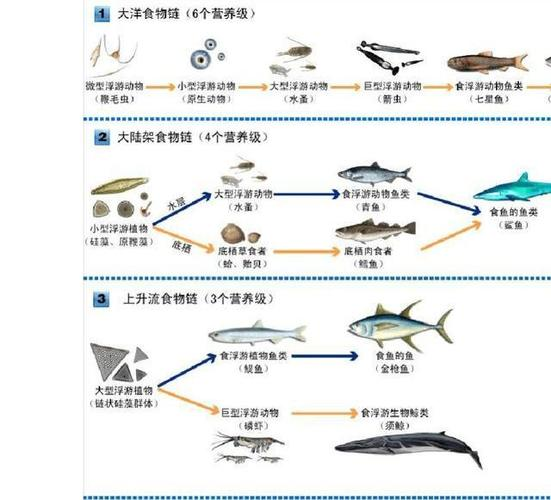 1 大洋食物链（6个营养级）
微型浮游动物 小型浮游动物 大型浮游动物 巨型浮游动物 食浮游动物鱼类
（鞭毛虫） （原生动物） （水蚤） （箭虫） （七星鱼）
2 大陆架食物链（4个营养级）
水层 大型浮游动物 食浮游动物鱼类
（水蚤） （青鱼）
食鱼的鱼类
（鲨鱼）
小型浮游植物
（硅藻、原鞭藻）
底栖 底栖草食者 底栖肉食者
（蛤、贻贝） （鳕鱼）
3 上升流食物链（3个营养级）
食浮游植物鱼类 食鱼的鱼
（鳀鱼） （金枪鱼）
大型浮游植物
（链状硅藻群体）
巨型浮游动物 食浮游生物鲸类
（磷虾） （须鲸）